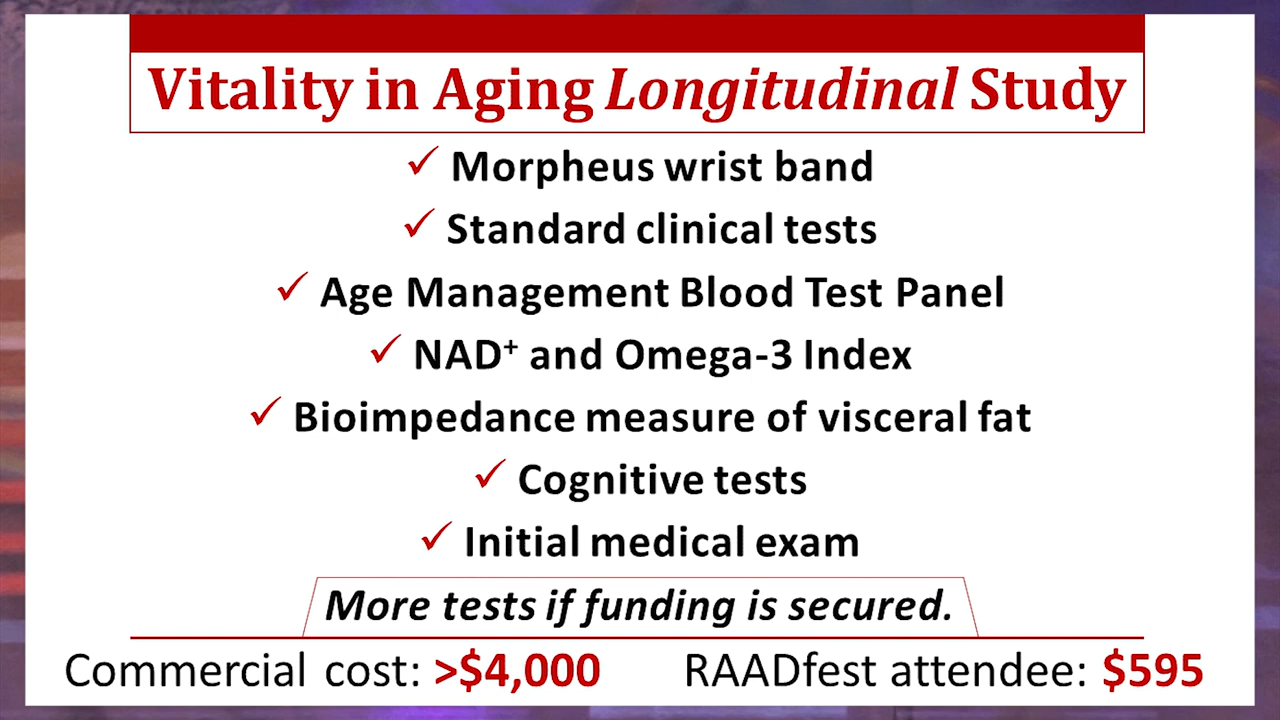 Vitality in Aging Longitudinal Study
✓ Morpheus wrist band
✓ Standard clinical tests
✓ Age Management Blood Test Panel
✓ NAD⁺ and Omega-3 Index
✓ Bioimpedance measure of visceral fat
✓ Cognitive tests
✓ Initial medical exam
More tests if funding is secured.
Commercial cost: >$4,000 RAADfest attendee: $595